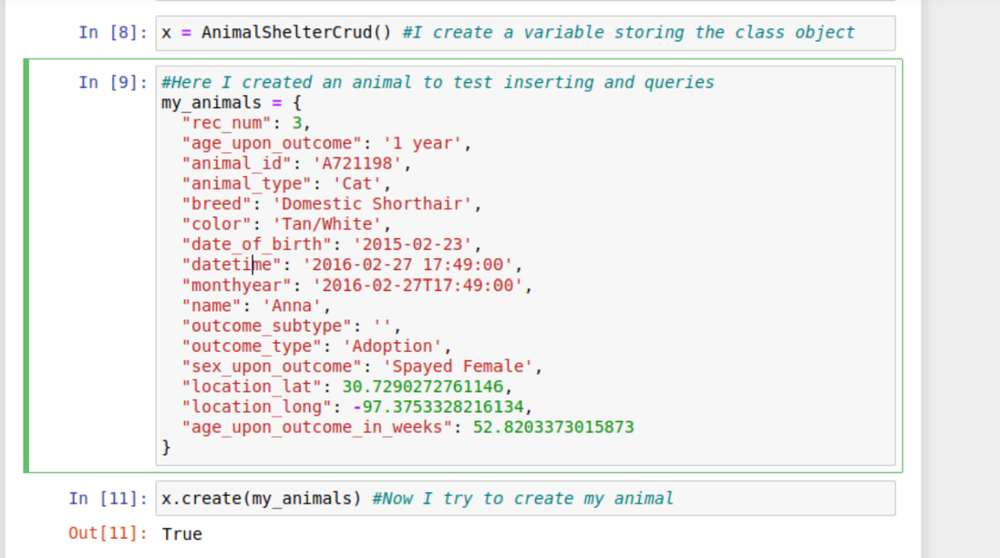 In [8]: x = AnimalShelterCrud() #I create a variable storing the class object
In [9]: #Here I created an animal to test inserting and queries
my_animals = {
  "rec_num": 3,
  "age_upon_outcome": '1 year',
  "animal_id": 'A721198',
  "animal_type": 'Cat',
  "breed": 'Domestic Shorthair',
  "color": 'Tan/White',
  "date_of_birth": '2015-02-23',
  "datetime": '2016-02-27 17:49:00',
  "monthyear": '2016-02-27T17:49:00',
  "name": 'Anna',
  "outcome_subtype": '',
  "outcome_type": 'Adoption',
  "sex_upon_outcome": 'Spayed Female',
  "location_lat": 30.7290272761146,
  "location_long": -97.3753328216134,
  "age_upon_outcome_in_weeks": 52.8203373015873
}
In [11]: x.create(my_animals) #Now I try to create my animal
Out[11]: True